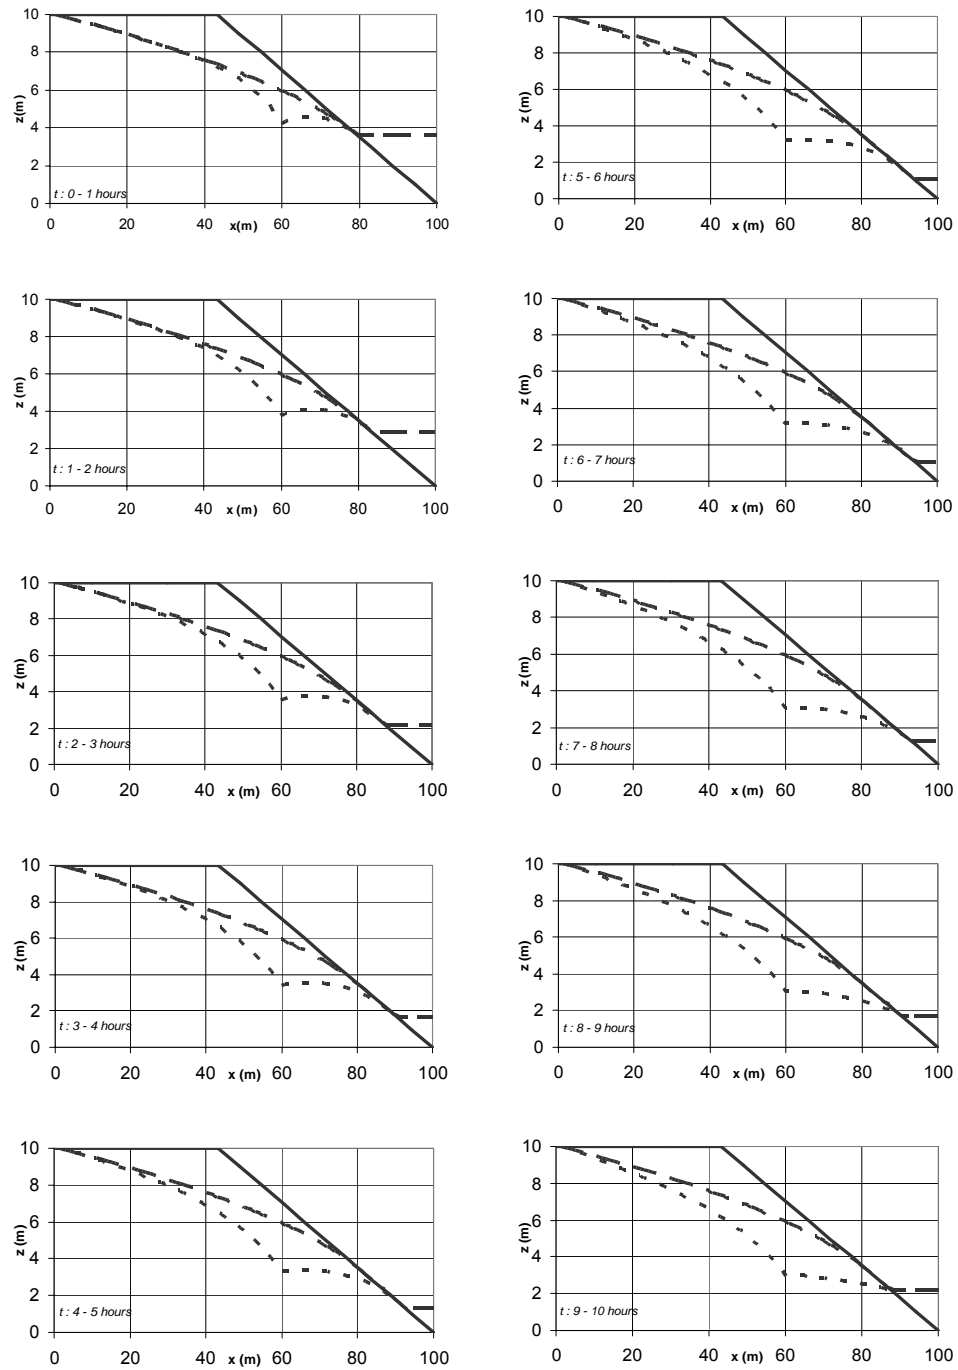 10
8
6
4
2
0
z(m)
t : 0 - 1 hours
0 20 40 x(m) 60 80 100
10
8
6
4
2
0
z (m)
t : 1 - 2 hours
0 20 40 x (m) 60 80 100
10
8
6
4
2
0
z (m)
t : 2 - 3 hours
0 20 40 x (m) 60 80 100
10
8
6
4
2
0
z (m)
t : 3 - 4 hours
0 20 40 x (m) 60 80 100
10
8
6
4
2
0
z (m)
t : 4 - 5 hours
0 20 40 x (m) 60 80 100
10
8
6
4
2
0
z (m)
t : 5 - 6 hours
0 20 40 x (m) 60 80 100
10
8
6
4
2
0
z (m)
t : 6 - 7 hours
0 20 40 x (m) 60 80 100
10
8
6
4
2
0
z (m)
t : 7 - 8 hours
0 20 40 x (m) 60 80 100
10
8
6
4
2
0
z (m)
t : 8 - 9 hours
0 20 40 x (m) 60 80 100
10
8
6
4
2
0
z (m)
t : 9 - 10 hours
0 20 40 x (m) 60 80 100